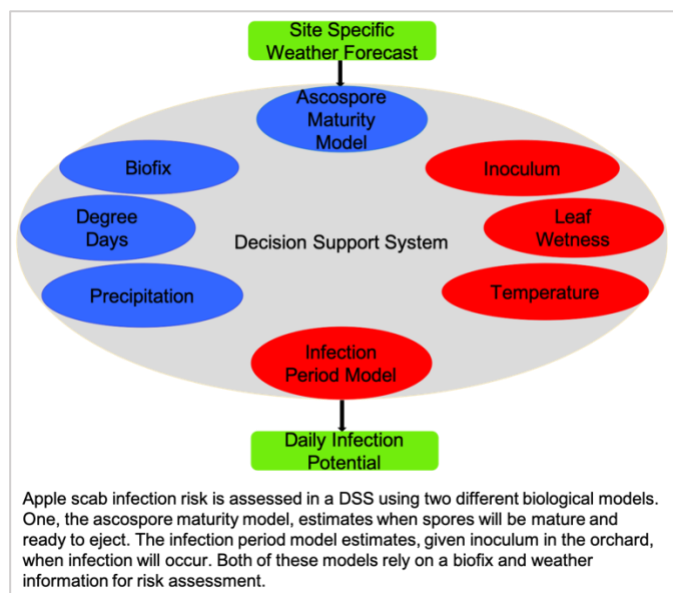 Site Specific
Weather Forecast
Ascospore
Maturity
Model
Biofix
Inoculum
Degree
Days
Leaf
Wetness
Decision Support System
Precipitation
Temperature
Infection
Period Model
Daily Infection
Potential
Apple scab infection risk is assessed in a DSS using two different biological models.
One, the ascospore maturity model, estimates when spores will be mature and
ready to eject. The infection period model estimates, given inoculum in the orchard,
when infection will occur. Both of these models rely on a biofix and weather
information for risk assessment.